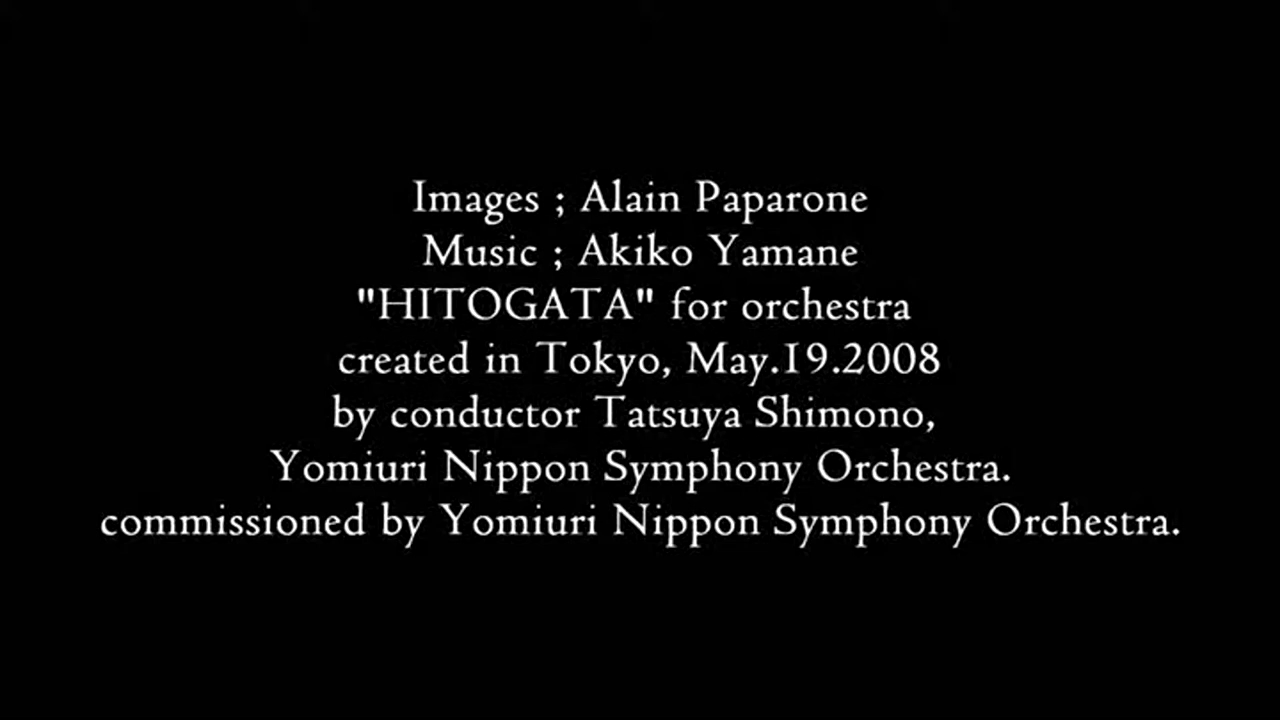 Images ; Alain Paparone
Music ; Akiko Yamane
"HITOGATA" for orchestra
created in Tokyo, May.19.2008
by conductor Tatsuya Shimono,
Yomiuri Nippon Symphony Orchestra.
commissioned by Yomiuri Nippon Symphony Orchestra.